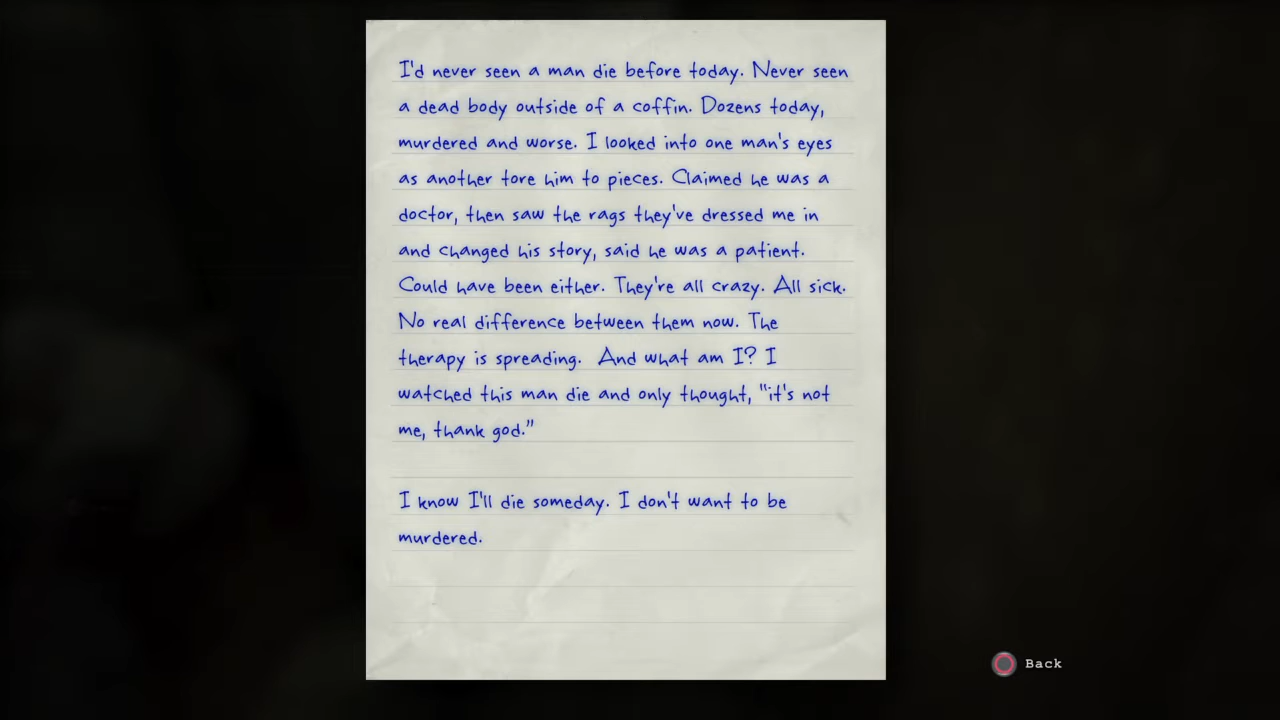 I'd never seen a man die before today. Never seen
a dead body outside of a coffin. Dozens today,
murdered and worse. I looked into one man's eyes
as another tore him to pieces. Claimed he was a
doctor, then saw the rags they've dressed me in
and changed his story, said he was a patient.
Could have been either. They're all crazy. All sick.
No real difference between them now. The
therapy is spreading. And what am I? I
watched this man die and only thought, "it's not
me, thank god."
I know I'll die someday. I don't want to be
murdered.
Back